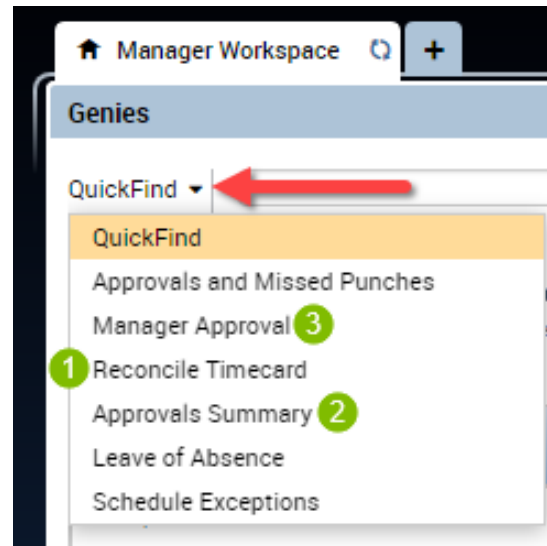 Manager Workspace +
Genies
QuickFind
QuickFind
Approvals and Missed Punches
Manager Approval 3
1 Reconcile Timecard
Approvals Summary 2
Leave of Absence
Schedule Exceptions